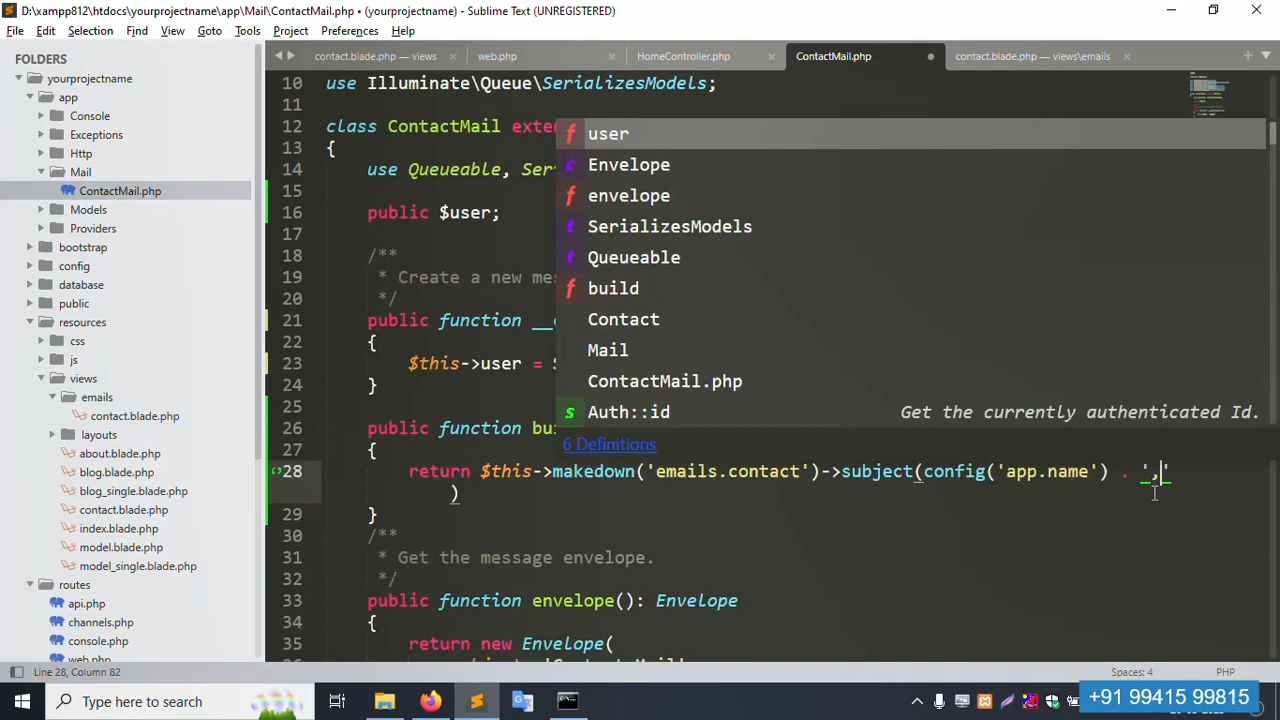 D:\xampp812\htdocs\yourprojectname\app\Mail\ContactMail.php • (yourprojectname) - Sublime Text (UNREGISTERED)
File Edit Selection Find View Goto Tools Project Preferences Help
FOLDERS
yourprojectname
app
Console
Exceptions
Http
Mail
ContactMail.php
Models
Providers
bootstrap
config
database
public
resources
css
js
views
emails
contact.blade.php
layouts
about.blade.php
blog.blade.php
blog_single.blade.php
contact.blade.php
index.blade.php
model.blade.php
model_single.blade.php
routes
api.php
channels.php
console.php
web.php
contact.blade.php — views
web.php
HomeController.php
ContactMail.php
contact.blade.php — views\emails
10 use Illuminate\Queue\SerializesModels;
11
12 class ContactMail exte
13 {
14 use Queueable, Ser
15
16 public $user;
17
18 /**
19 * Create a new mes
20 */
21 public function __
22 {
23 $this->user =
24 }
25
26 public function bu
27 {
28 return $this->makedown('emails.contact')->subject(config('app.name') . ','
)
29 }
30 /**
31 * Get the message envelope.
32 */
33 public function envelope(): Envelope
34 {
35 return new Envelope(
f user
c Envelope
f envelope
t SerializesModels
t Queueable
f build
Contact
Mail
ContactMail.php
s Auth::id Get the currently authenticated Id.
6 Definitions
Line 28, Column 82
Spaces: 4
PHP
Type here to search
+91 99415 99815